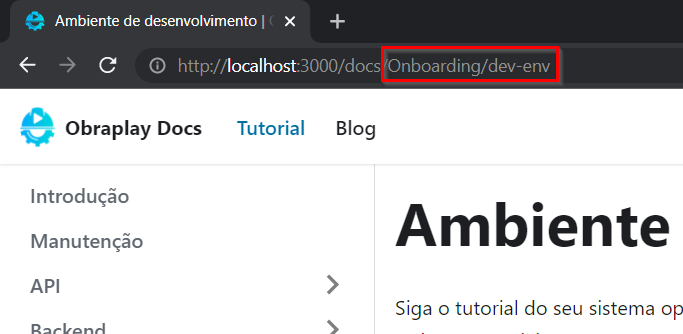 Ambiente de desenvolvimento |
http://localhost:3000/docs/Onboarding/dev-env
Obraplay Docs Tutorial Blog
Introdução
Manutenção
API
Backend
Ambiente
Siga o tutorial do seu sistema op